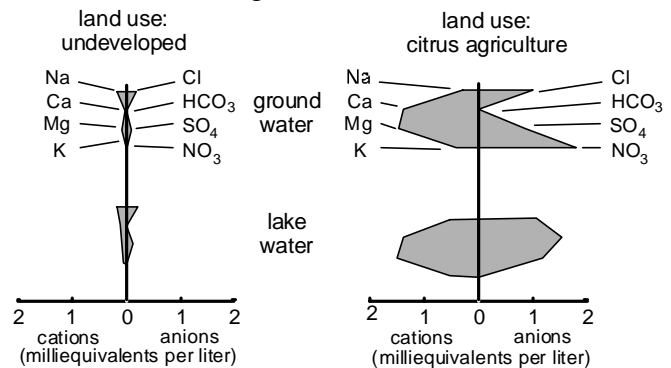 land use:
undeveloped
Na
Ca
Mg
K
Cl
HCO3
SO4
NO3
ground
water
lake
water
2 1 0 1 2
cations anions
(milliequivalents per liter)
land use:
citrus agriculture
Na
Ca
Mg
K
Cl
HCO3
SO4
NO3
2 1 0 1 2
cations anions
(milliequivalents per liter)